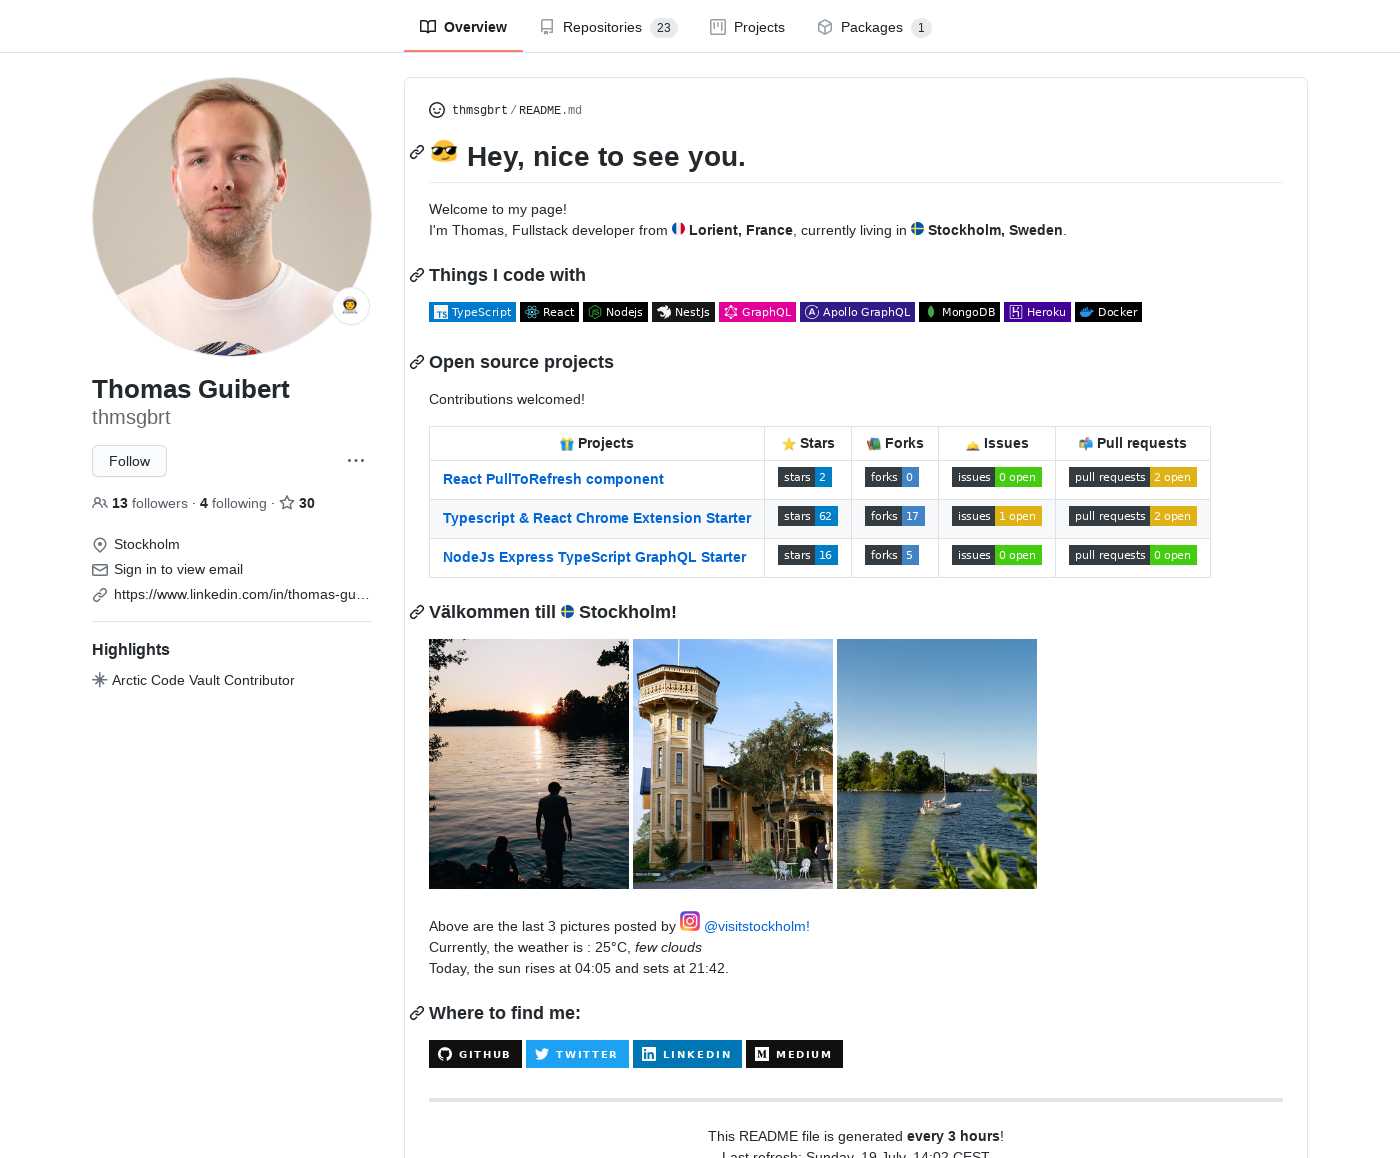 Overview
Repositories 23
Projects
Packages 1
thmsgbrt/README.md
😎 Hey, nice to see you.
Welcome to my page!
I'm Thomas, Fullstack developer from Lorient, France, currently living in Stockholm, Sweden.
Things I code with
TypeScript React Nodejs NestJs GraphQL Apollo GraphQL MongoDB Heroku Docker
Open source projects
Contributions welcomed!
🎁 Projects ⭐ Stars 📚 Forks 🛎 Issues 📬 Pull requests
React PullToRefresh component stars 2 forks 0 issues 0 open pull requests 2 open
Typescript & React Chrome Extension Starter stars 62 forks 17 issues 1 open pull requests 2 open
NodeJs Express TypeScript GraphQL Starter stars 16 forks 5 issues 0 open pull requests 0 open
Välkommen till Stockholm!
Above are the last 3 pictures posted by @visitstockholm!
Currently, the weather is : 25°C, few clouds
Today, the sun rises at 04:05 and sets at 21:42.
Where to find me:
GITHUB TWITTER LINKEDIN MEDIUM
This README file is generated every 3 hours!
Last refresh: Sunday, 19 July, 14:02 CEST
Thomas Guibert
thmsgbrt
Follow
13 followers · 4 following · 30
Stockholm
Sign in to view email
https://www.linkedin.com/in/thomas-gu…
Highlights
Arctic Code Vault Contributor